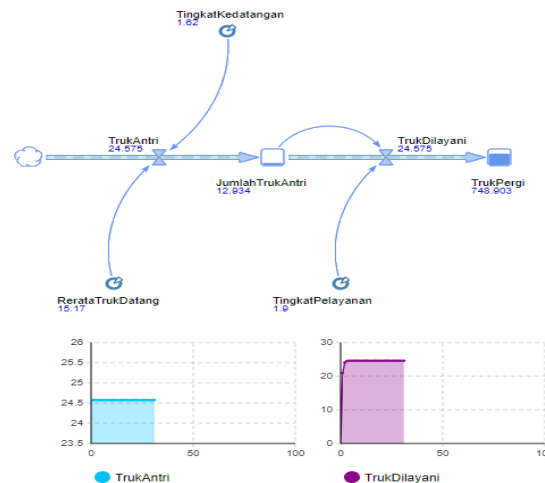 TingkatKedatangan
1.62
TrukAntri
24.575
TrukDilayani
24.575
JumlahTrukAntri
12.934
TrukPergi
748.903
RerataTrukDatang
15.17
TingkatPelayanan
1.9
26
25.5
25
24.5
24
23.5
0
50
100
TrukAntri
30
20
10
0
0
50
100
TrukDilayani